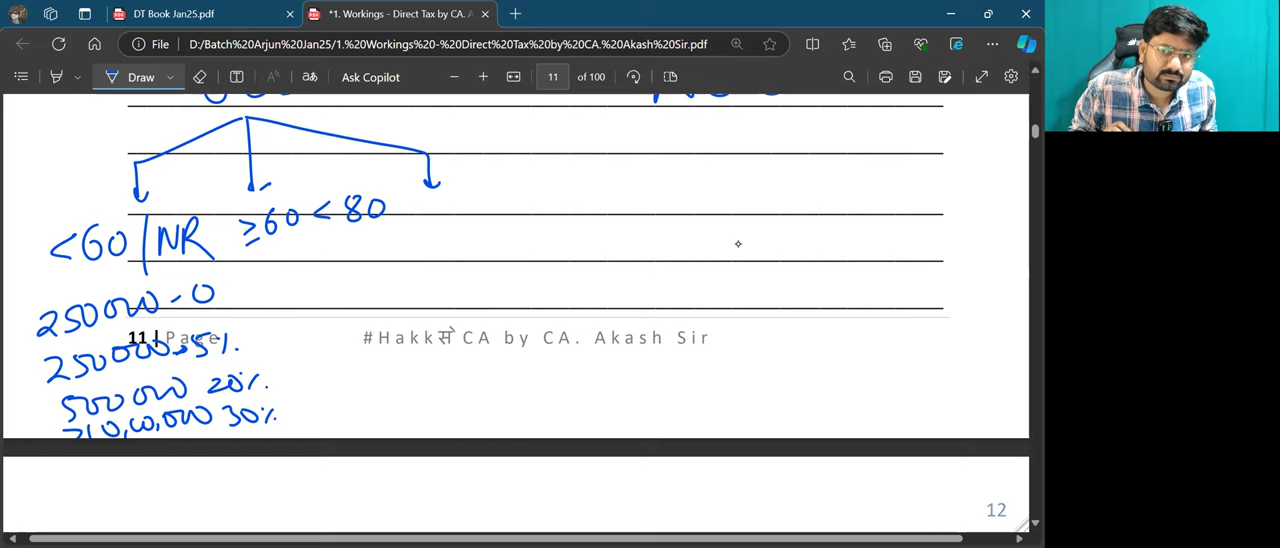 DT Book Jan25.pdf
*1. Workings - Direct Tax by CA. A
File
D:/Batch%20Arjun%20Jan25/1.%20Workings%20-%20Direct%20Tax%20by%20CA.%20Akash%20Sir.pdf
Draw
Ask Copilot
11 of 100
<60 | NR ≥60 < 80
250000 - 0
11 | Page #Hakkसे CA by CA. Akash Sir
250000 - 5%
500000 20%
>10,00,000 30%
12